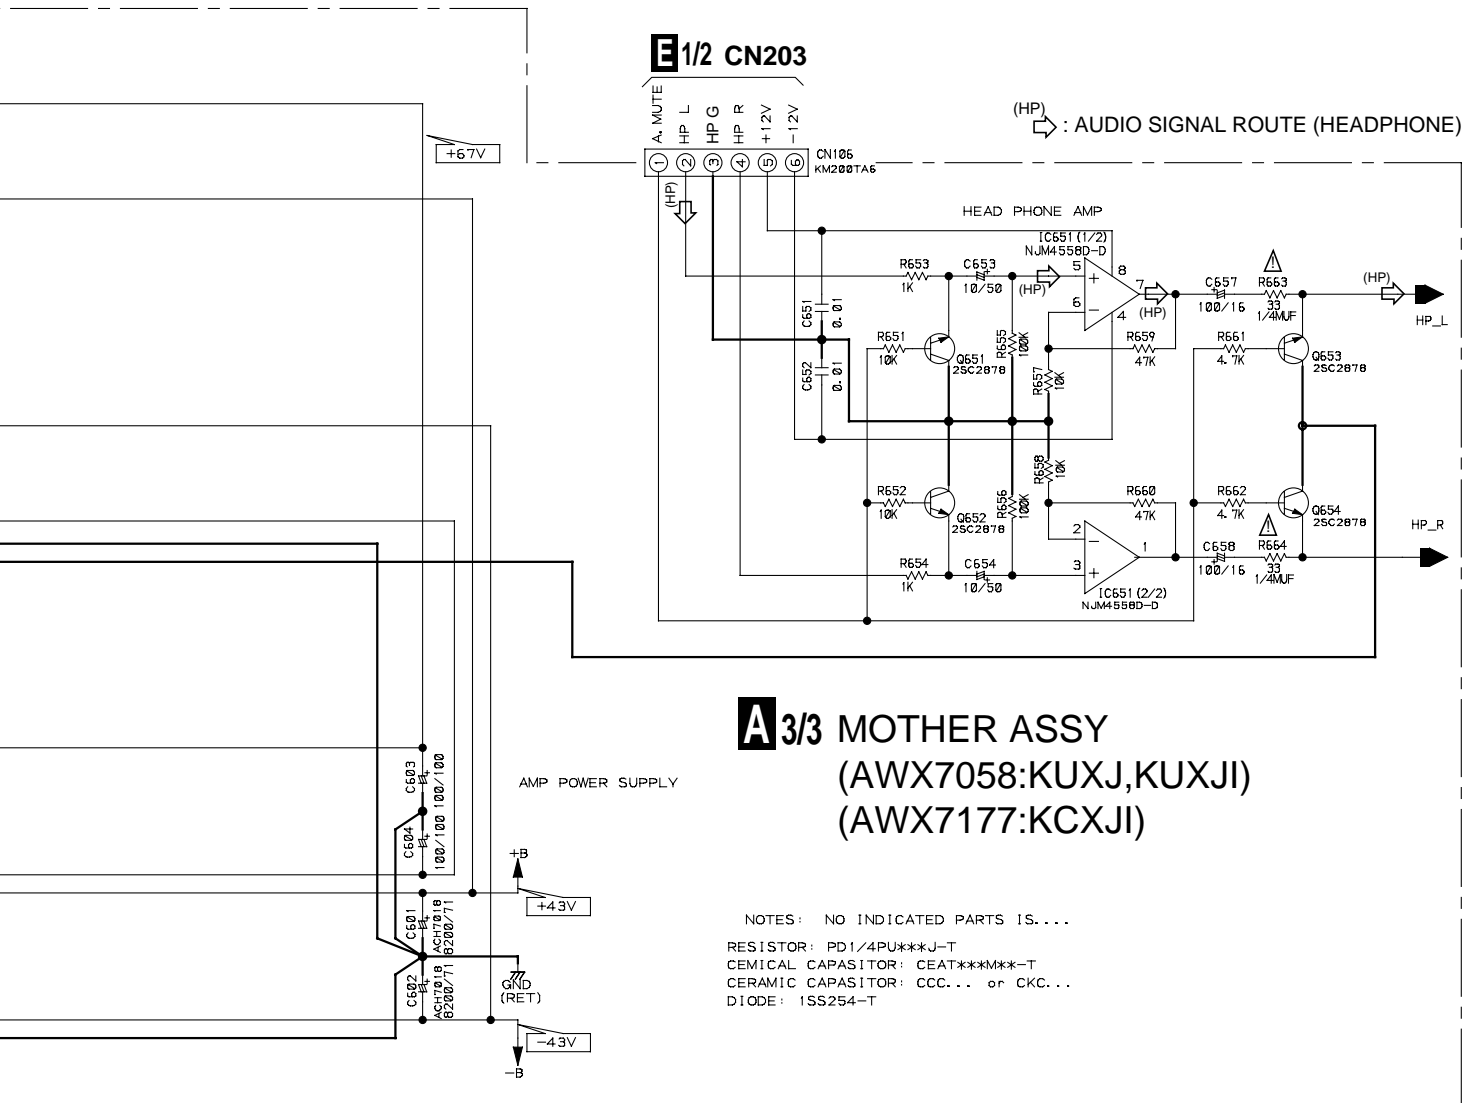 E 1/2 CN203
A. MUTE
HP L
HP G
HP R
+12V
-12V
1 2 3 4 5 6
CN106
KM200TA6
(HP)
: AUDIO SIGNAL ROUTE (HEADPHONE)
+67V
(HP)
HEAD PHONE AMP
IC651 (1/2)
NJM4558D-D
R653
1K
C653
10/50
(HP)
5
6
+
-
8
7
4
(HP)
C657
100/16
R663
33
1/4MUF
(HP)
HP_L
C651
0.01
C652
0.01
R651
10K
Q651
2SC2878
R655
100K
R657
10K
R659
47K
R661
4.7K
Q653
2SC2878
R658
10K
R652
10K
Q652
2SC2878
R656
100K
R660
47K
R662
4.7K
Q654
2SC2878
HP_R
R654
1K
C654
10/50
2
3
-
+
1
IC651 (2/2)
NJM4558D-D
C658
100/16
R664
33
1/4MUF
A 3/3 MOTHER ASSY
(AWX7058:KUXJ,KUXJI)
(AWX7177:KCXJI)
C603
100/100
C604
100/100
AMP POWER SUPPLY
+B
+43V
C601
ACH7018
8200/71
C602
ACH7018
8200/71
GND
(RET)
-43V
-B
NOTES: NO INDICATED PARTS IS....
RESISTOR: PD1/4PU***J-T
CEMICAL CAPASITOR: CEAT***M**-T
CERAMIC CAPASITOR: CCC... or CKC...
DIODE: 1SS254-T